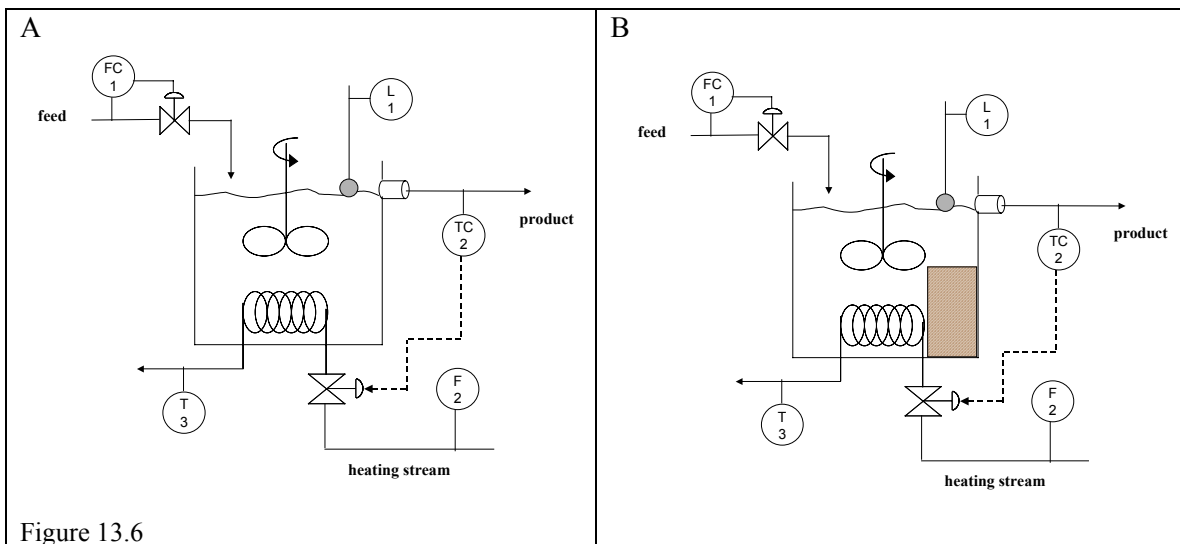 A
FC
1
feed
L
1
product
TC
2
F
2
T
3
heating stream
Figure 13.6
B
FC
1
feed
L
1
product
TC
2
F
2
T
3
heating stream